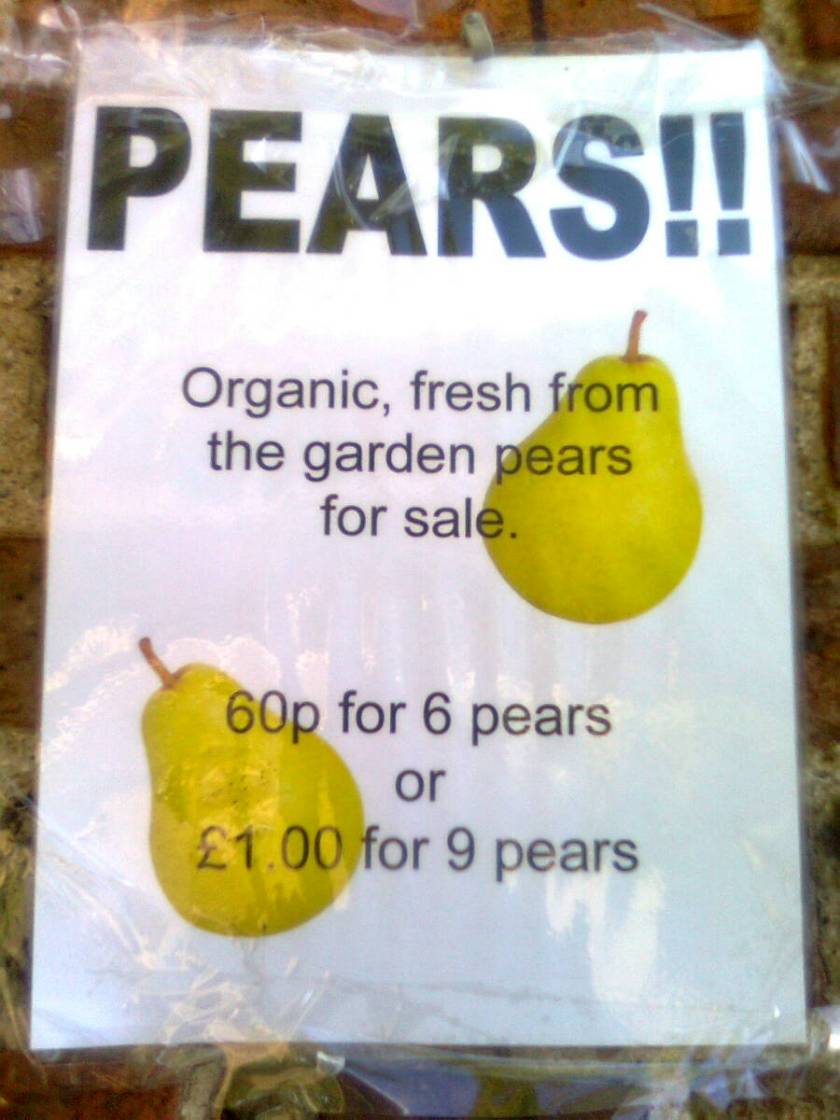 PEARS!!
Organic, fresh from
the garden pears
for sale.
60p for 6 pears
or
£1.00 for 9 pears